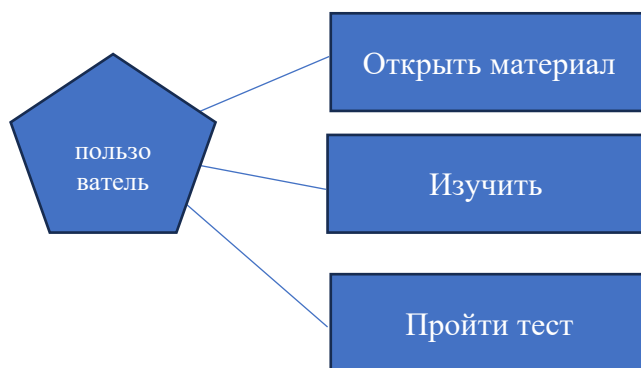 пользо
ватель
Открыть материал
Изучить
Пройти тест